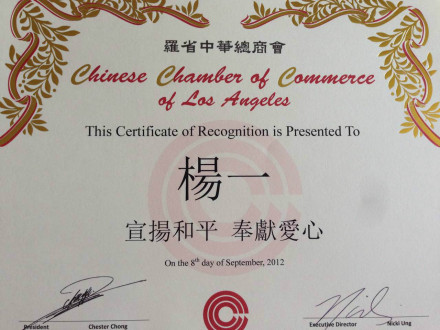 羅省中華總商會
Chinese Chamber of Commerce
of Los Angeles
This Certificate of Recognition is Presented To
楊一
宣揚和平 奉獻愛心
On the 8th day of September, 2012
President Chester Chong
Executive Director Nicki Ung